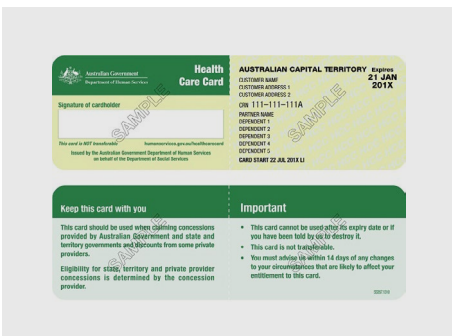 Australian Government
Department of Human Services
Health
Care Card
Signature of cardholder
SAMPLE
This card is NOT transferable
humanservices.gov.au/healthcarecard
Issued by the Australian Government Department of Human Services
on behalf of the Department of Social Services
AUSTRALIAN CAPITAL TERRITORY
Expires
21 JAN
201X
CUSTOMER NAME
CUSTOMER ADDRESS 1
CUSTOMER ADDRESS 2
CRN 111-111-111A
PARTNER NAME
DEPENDENT 1
DEPENDENT 2
DEPENDENT 3
DEPENDENT 4
DEPENDENT 5
SAMPLE
CARD START 22 JUL 201X LI
Keep this card with you
This card should be used when claiming concessions
provided by Australian Government and state and
territory governments and discounts from some private
providers.
SAMPLE
Eligibility for state, territory and private provider
concessions is determined by the concession
provider.
Important
• This card cannot be used after its expiry date or if
you have been told by us to destroy it.
• This card is not transferable.
SAMPLE
• You must advise us within 14 days of any changes
to your circumstances that are likely to affect your
entitlement to this card.